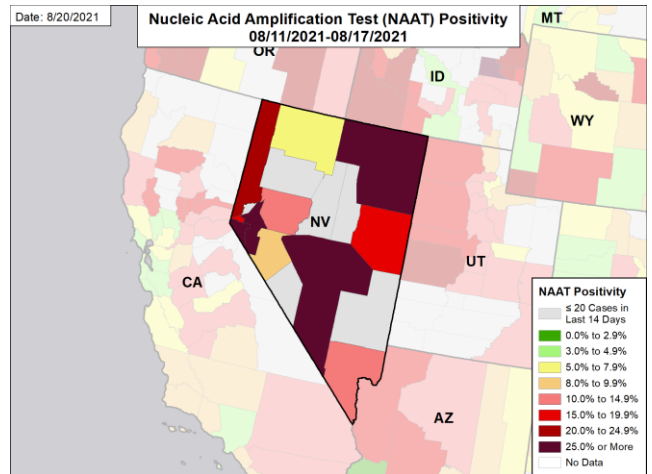 Date: 8/20/2021
Nucleic Acid Amplification Test (NAAT) Positivity
08/11/2021-08/17/2021
MT
OR
ID
WY
NV
UT
CA
AZ
NAAT Positivity
≤ 20 Cases in
Last 14 Days
0.0% to 2.9%
3.0% to 4.9%
5.0% to 7.9%
8.0% to 9.9%
10.0% to 14.9%
15.0% to 19.9%
20.0% to 24.9%
25.0% or More
No Data